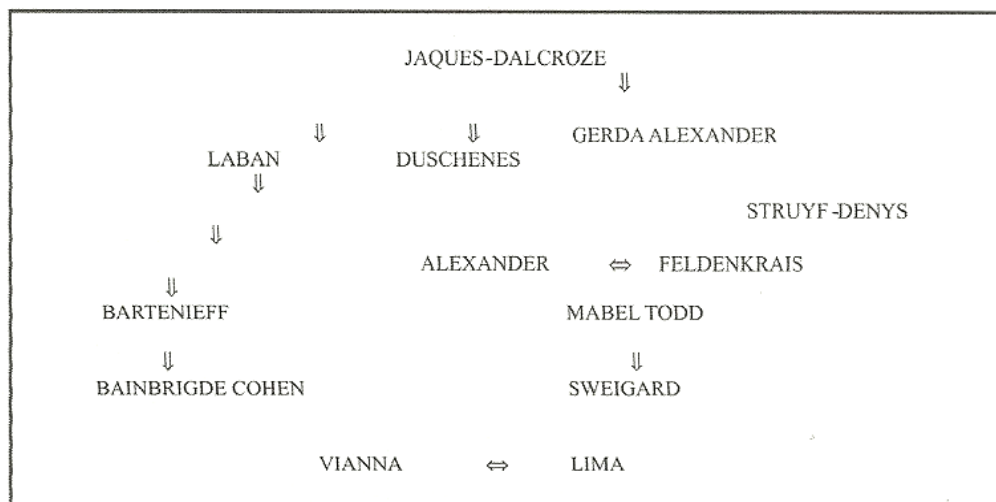 JAQUES-DALCROZE
⇓
⇓ ⇓ GERDA ALEXANDER
LABAN DUSCHENES
⇓
STRUYF-DENYS
⇓
ALEXANDER ⇔ FELDENKRAIS
⇓
BARTENIEFF MABEL TODD
⇓ ⇓
BAINBRIGDE COHEN SWEIGARD
VIANNA ⇔ LIMA